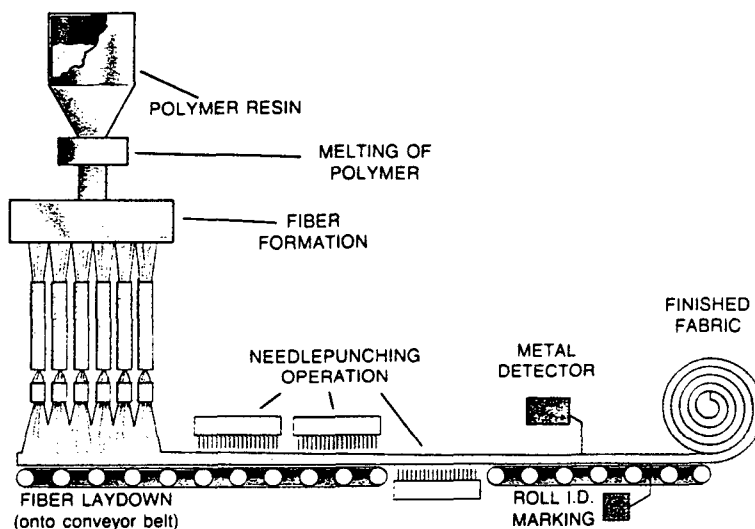 POLYMER RESIN
MELTING OF
POLYMER
FIBER
FORMATION
NEEDLEPUNCHING
OPERATION
METAL
DETECTOR
FINISHED
FABRIC
FIBER LAYDOWN
(onto conveyor belt)
ROLL I.D.
MARKING